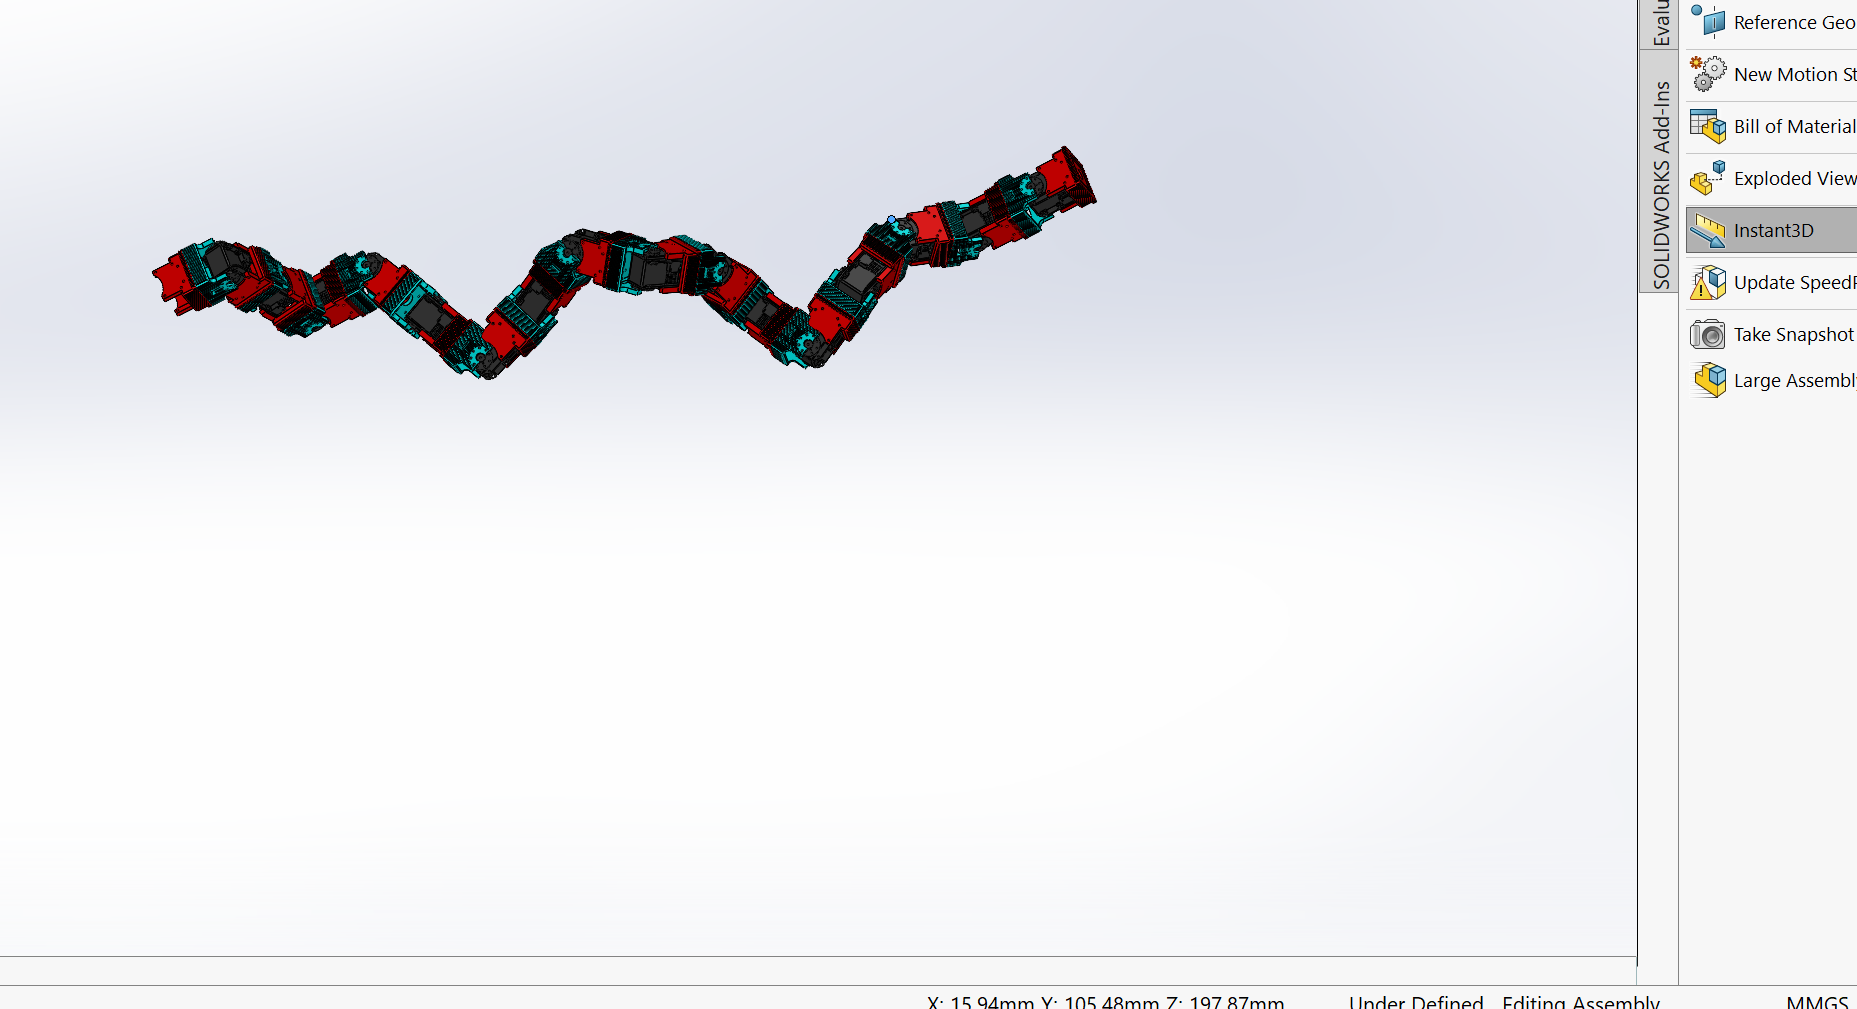 Evalu
SOLIDWORKS Add-Ins
Reference Geo
New Motion St
Bill of Material
Exploded View
Instant3D
Update Speed
Take Snapshot
Large Assembl
X: 15.94mm Y: 105.48mm Z: 197.87mm
Under Defined
Editing Assembly
MMGS